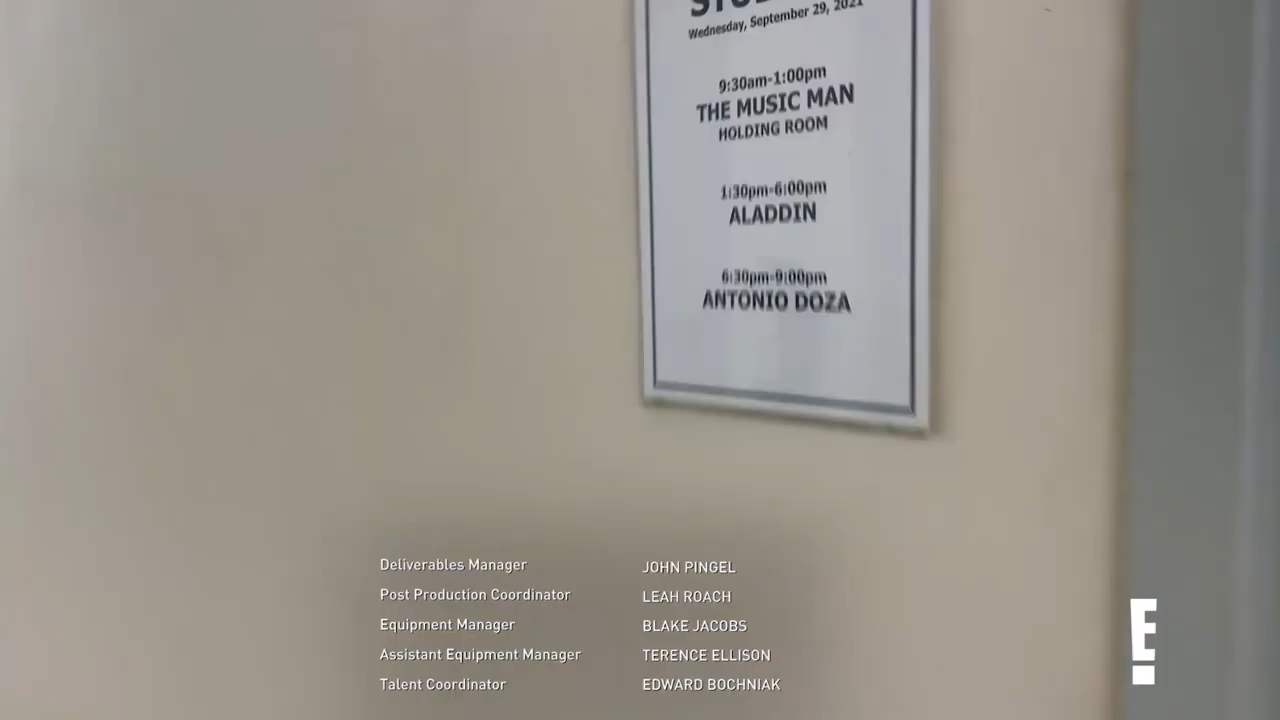 Wednesday, September 29, 2021
9:30am-1:00pm
THE MUSIC MAN
HOLDING ROOM
1:30pm-6:00pm
ALADDIN
6:30pm-9:00pm
ANTONIO DOZA
Deliverables Manager JOHN PINGEL
Post Production Coordinator LEAH ROACH
Equipment Manager BLAKE JACOBS
Assistant Equipment Manager TERENCE ELLISON
Talent Coordinator EDWARD BOCHNIAK
E!